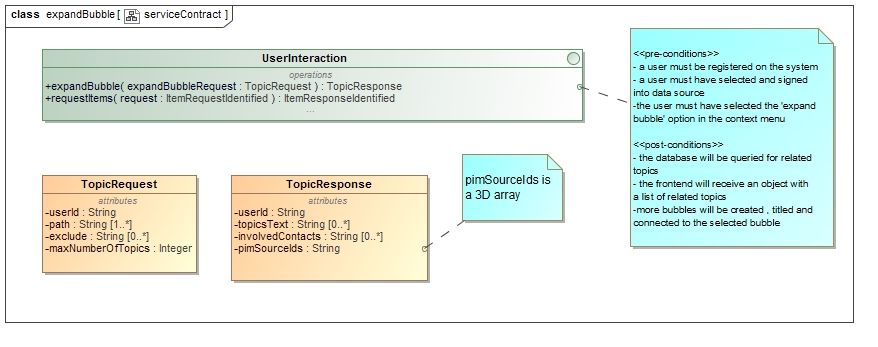 class expandBubble [ serviceContract ]
UserInteraction
operations
+expandBubble( expandBubbleRequest : TopicRequest ) : TopicResponse
+requestItems( request : ItemRequestIdentified ) : ItemResponseIdentified
...
<<pre-conditions>>
- a user must be registered on the system
- a user must have selected and signed
into data source
-the user must have selected the 'expand
bubble' option in the context menu
<<post-conditions>>
- the database will be queried for related
topics
- the frontend will receive an object with
a list of related topics
-more bubbles will be created , titled and
connected to the selected bubble
TopicRequest
attributes
-userId : String
-path : String [1..*]
-exclude : String [0..*]
-maxNumberOfTopics : Integer
TopicResponse
attributes
-userId : String
-topicsText : String [0..*]
-involvedContacts : String [0..*]
-pimSourceIds : String
pimSourceIds is
a 3D array